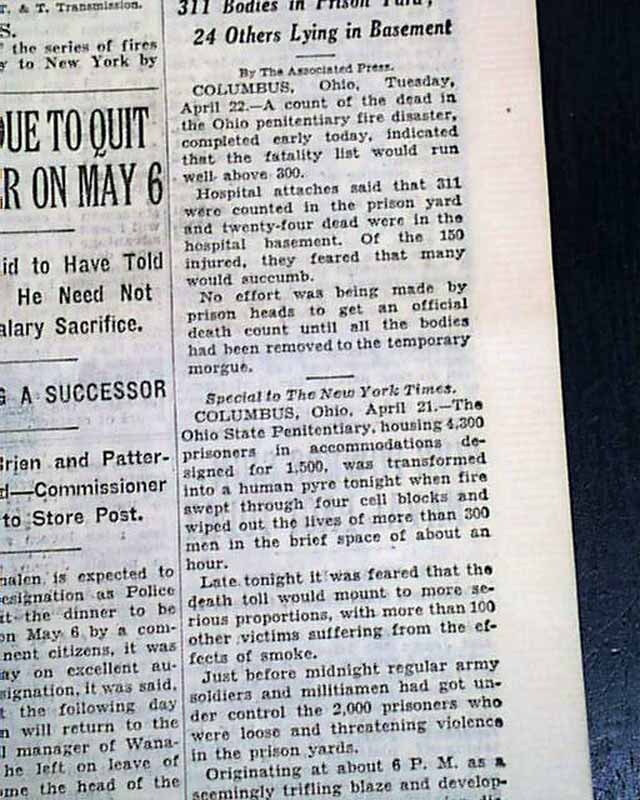 T. & T. Transmission.
S.
the series of fires
to New York by
DUE TO QUIT
R ON MAY 6
id to Have Told
He Need Not
alary Sacrifice.
G A SUCCESSOR
Brien and Patter-
d—Commissioner
to Store Post.
halen, is expected to
esignation as Police
at the dinner to be
on May 6 by a com-
nent citizens, it was
ay on excellent au-
signation, it was said,
t the following day
n will return to the
l manager of Wana-
he left on leave of
ome the head of the
311 Bodies in Prison Yard;
24 Others Lying in Basement
By The Associated Press.
COLUMBUS, Ohio, Tuesday,
April 22.—A count of the dead in
the Ohio penitentiary fire disaster,
completed early today, indicated
that the fatality list would run
well above 300.
Hospital attaches said that 311
were counted in the prison yard
and twenty-four dead were in the
hospital basement. Of the 150
injured, they feared that many
would succumb.
No effort was being made by
prison heads to get an official
death count until all the bodies
had been removed to the temporary
morgue.
Special to The New York Times.
COLUMBUS, Ohio, April 21.—The
Ohio State Penitentiary, housing 4,300
prisoners in accommodations de-
signed for 1,500, was transformed
into a human pyre tonight when fire
swept through four cell blocks and
wiped out the lives of more than 300
men in the brief space of about an
hour.
Late tonight it was feared that the
death toll would mount to more se-
rious proportions, with more than 100
other victims suffering from the ef-
fects of smoke.
Just before midnight regular army
soldiers and militiamen had got un-
der control the 2,000 prisoners who
were loose and threatening violence
in the prison yards.
Originating at about 6 P. M. as a
seemingly trifling blaze and develop-